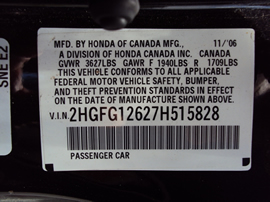 MFD. BY HONDA OF CANADA MFG., 11/06
A DIVISION OF HONDA CANADA INC., CANADA
GVWR 3627LBS GAWR F 1940LBS R 1709LBS
THIS VEHICLE CONFORMS TO ALL APPLICABLE
FEDERAL MOTOR VEHICLE SAFETY, BUMPER,
AND THEFT PREVENTION STANDARDS IN EFFECT ON
THE DATE OF MANUFACTURE SHOWN ABOVE.
V.I.N. 2HGFG12627H515828
PASSENGER CAR
SNE E2